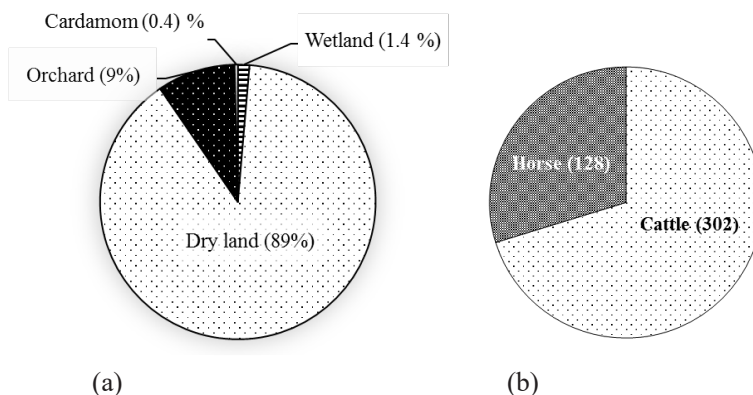 Cardamom (0.4) %
Wetland (1.4 %)
Orchard (9%)
Dry land (89%)
Horse (128)
Cattle (302)
(a)
(b)